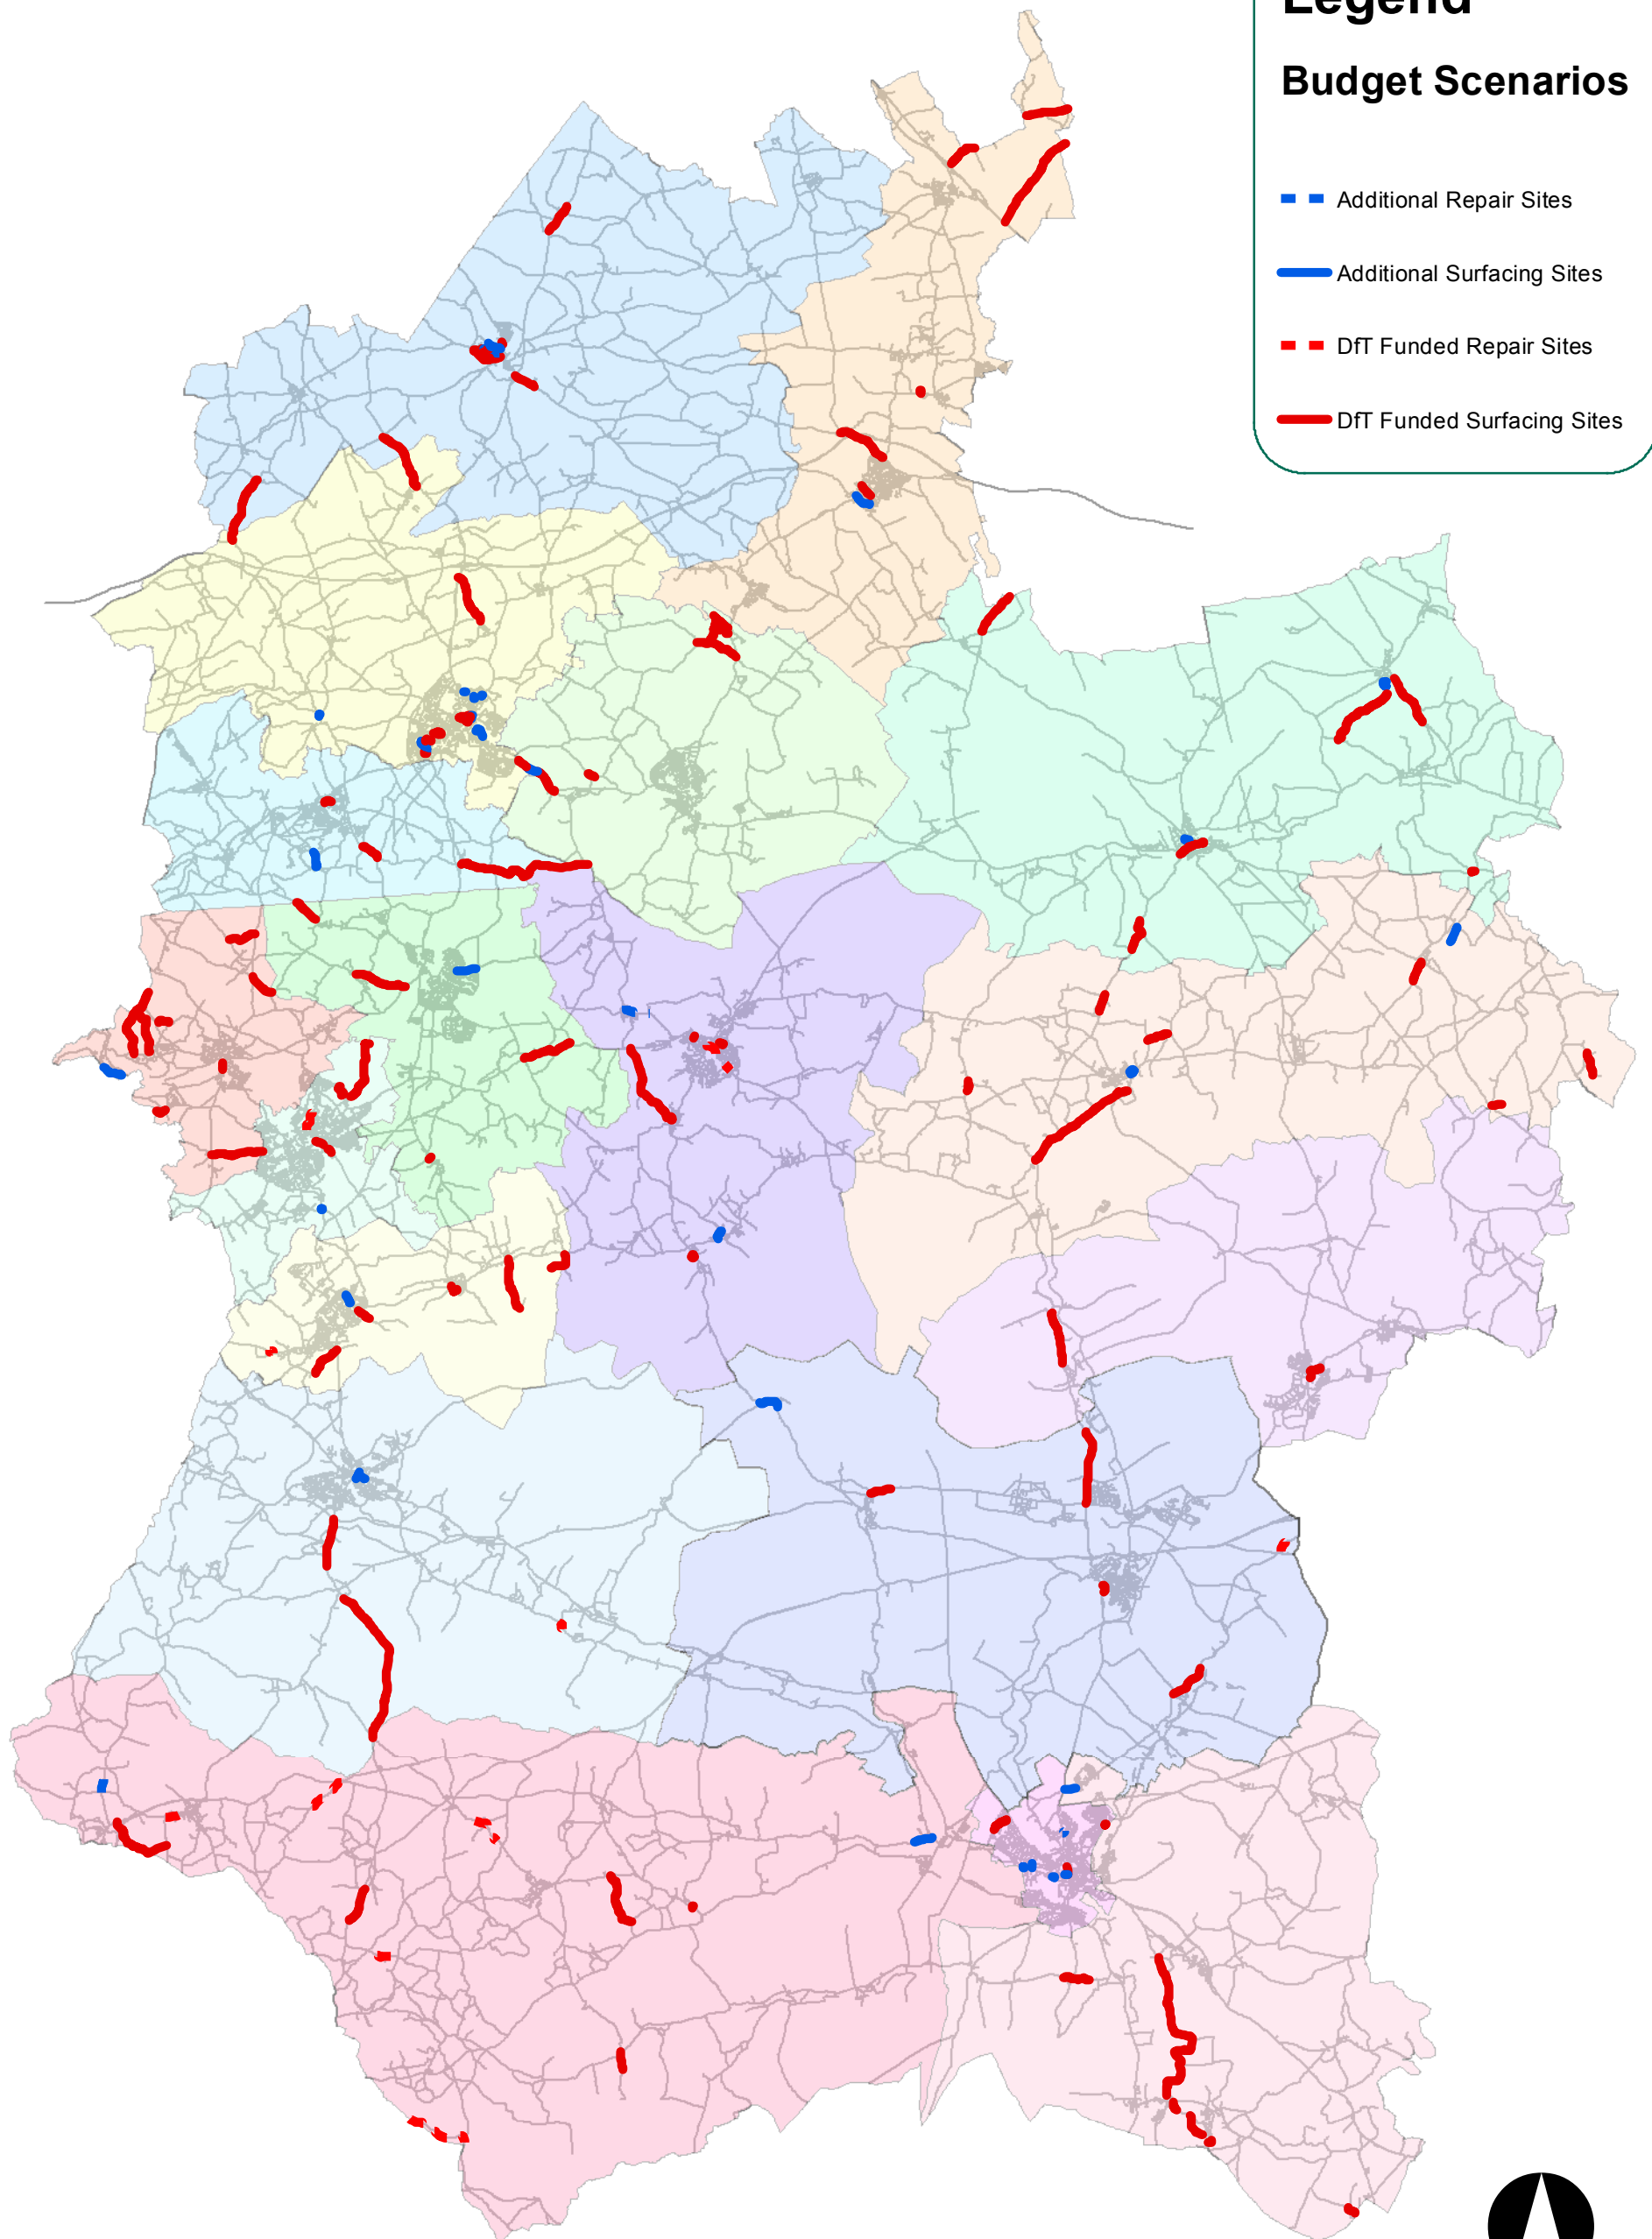 Legend
Budget Scenarios
Additional Repair Sites
Additional Surfacing Sites
DfT Funded Repair Sites
DfT Funded Surfacing Sites